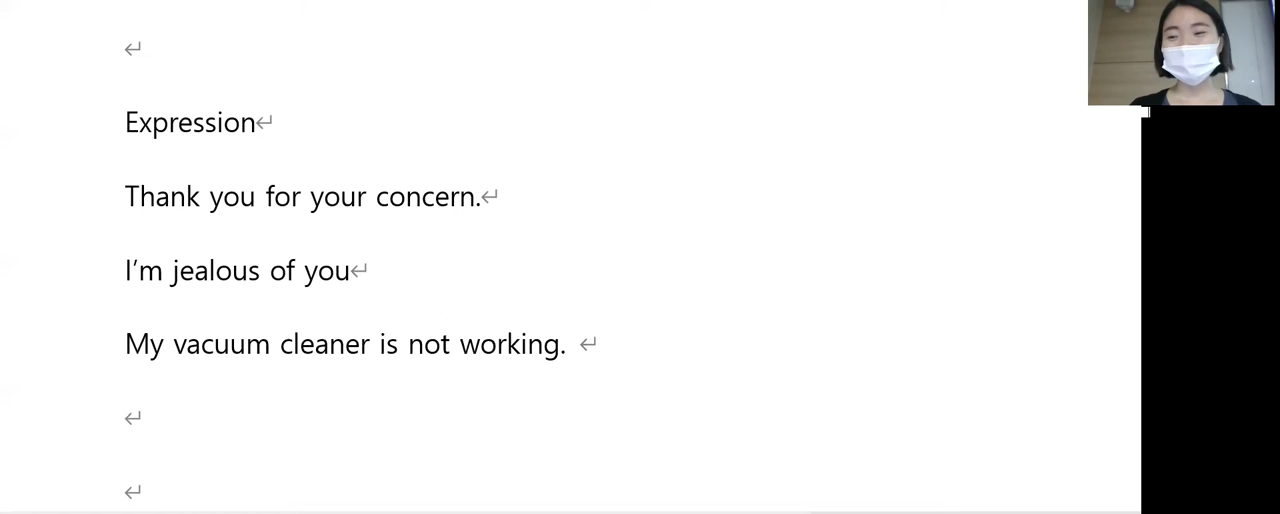 Expression
Thank you for your concern.
I'm jealous of you
My vacuum cleaner is not working.